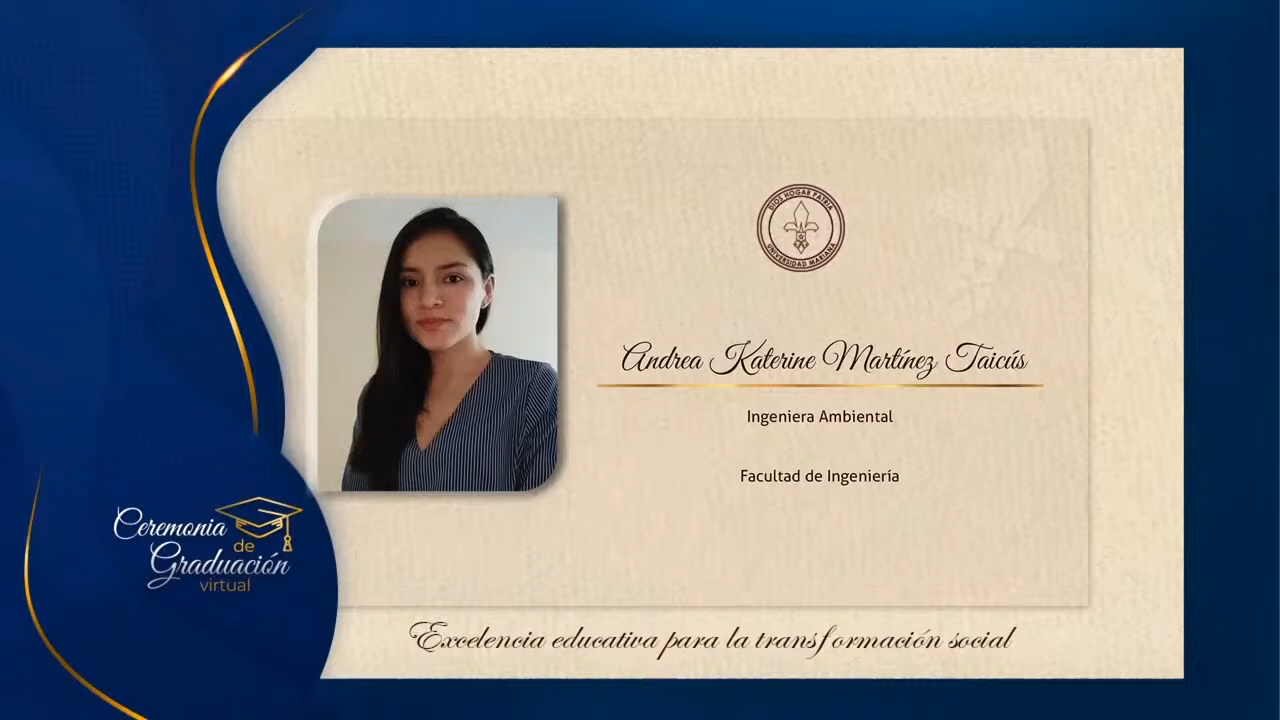 DIOS HOGAR PATRIA
UNIVERSIDAD MARIANA
Andrea Katerine Martínez Taicús
Ingeniera Ambiental
Facultad de Ingeniería
Ceremonia
de
Graduación
virtual
Excelencia educativa para la transformación social